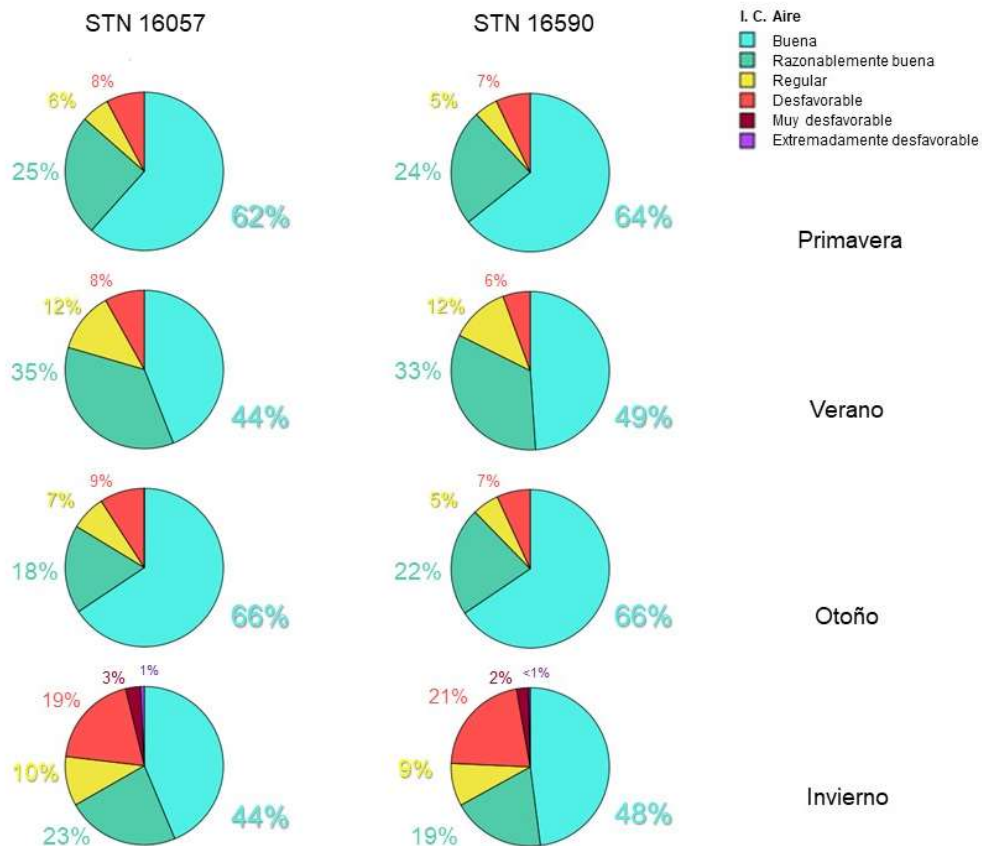 STN 16057
STN 16590
I. C. Aire
Buena
Razonablemente buena
Regular
Desfavorable
Muy desfavorable
Extremadamente desfavorable
8%
6%
25%
62%
7%
5%
24%
64%
Primavera
8%
12%
35%
44%
6%
12%
33%
49%
Verano
9%
7%
18%
66%
7%
5%
22%
66%
Otoño
1%
3%
19%
10%
23%
44%
<1%
2%
21%
9%
19%
48%
Invierno